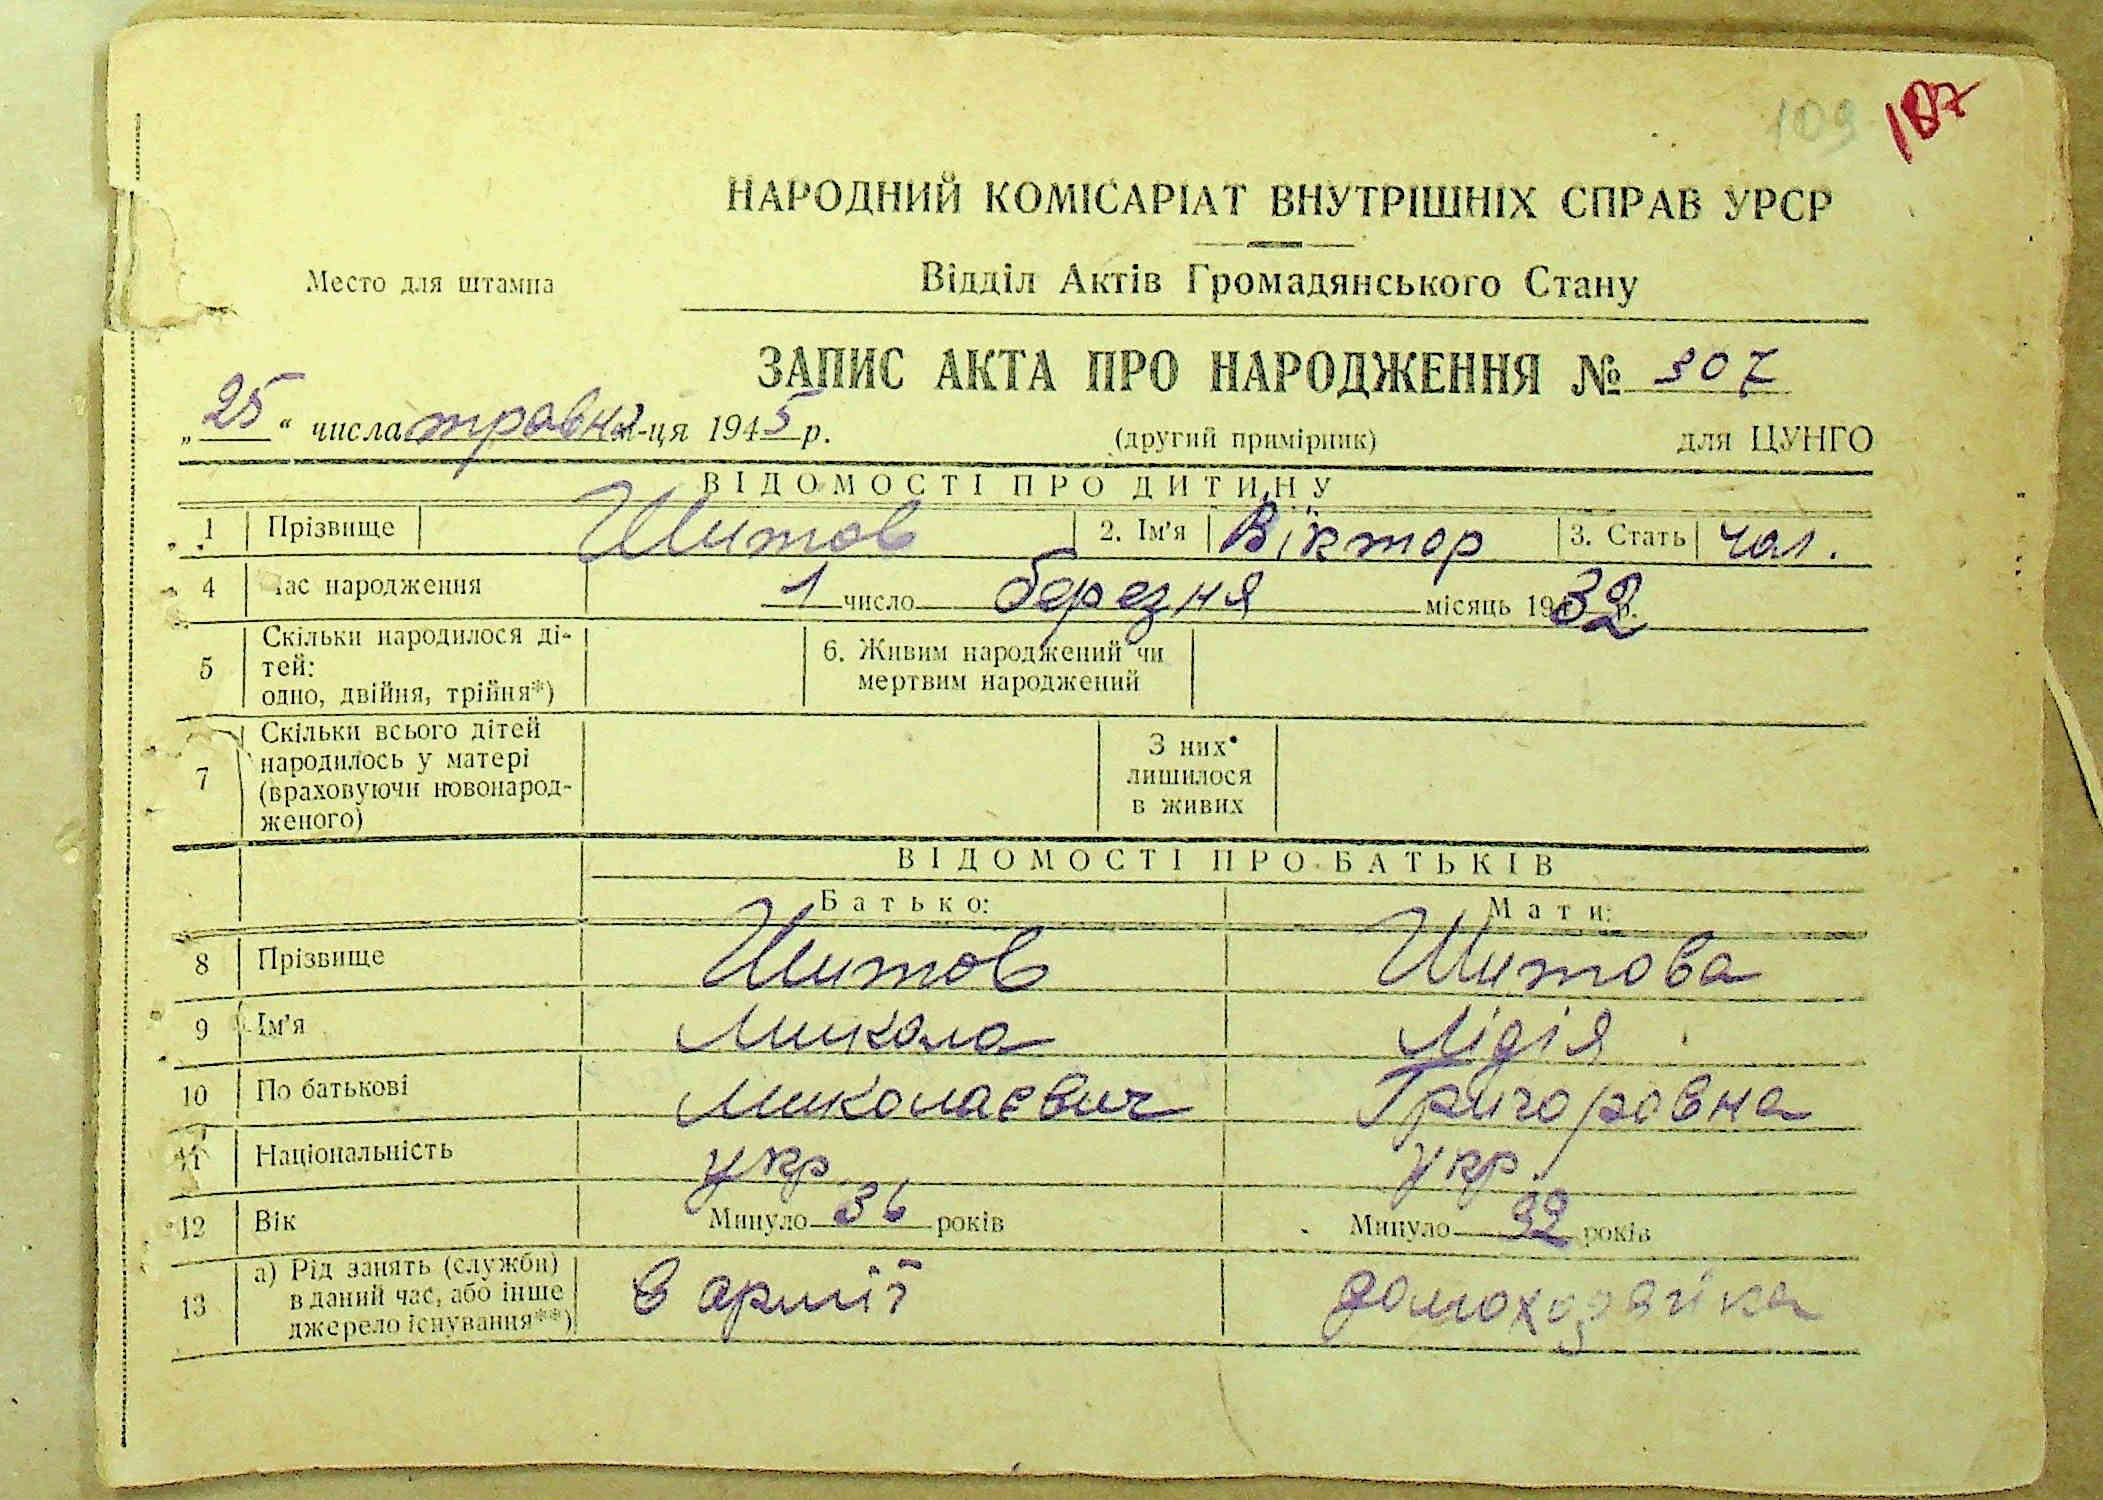 109 107
НАРОДНИЙ КОМІСАРІАТ ВНУТРІШНІХ СПРАВ УРСР
Место для штампа Відділ Актів Громадянського Стану
ЗАПИС АКТА ПРО НАРОДЖЕННЯ № 307
„25“ числа травня м-ця 1945 р. (другий примірник) для ЦУНГО
ВІДОМОСТІ ПРО ДИТИНУ
1 Прізвище Шитов 2. Ім'я Віктор 3. Стать чол.
4 Час народження 1 число березня місяць 1932 р.
5 Скільки народилося ді-
тей:
одно, двійня, трійня*) 6. Живим народжений чи
мертвим народжений
7 Скільки всього дітей
народилось у матері
(враховуючи новонарод-
женого) З них
лишилося
в живих
ВІДОМОСТІ ПРО БАТЬКІВ
Батько: Мати:
8 Прізвище Шитов Шитова
9 Ім'я Микола Лідія
10 По батькові Миколаєвич Григоровна
11 Національність укр укр
12 Вік Минуло 36 років Минуло 32 років
13 а) Рід занять (служби)
в даний час, або інше
джерело існування**) в армії домохозяйка